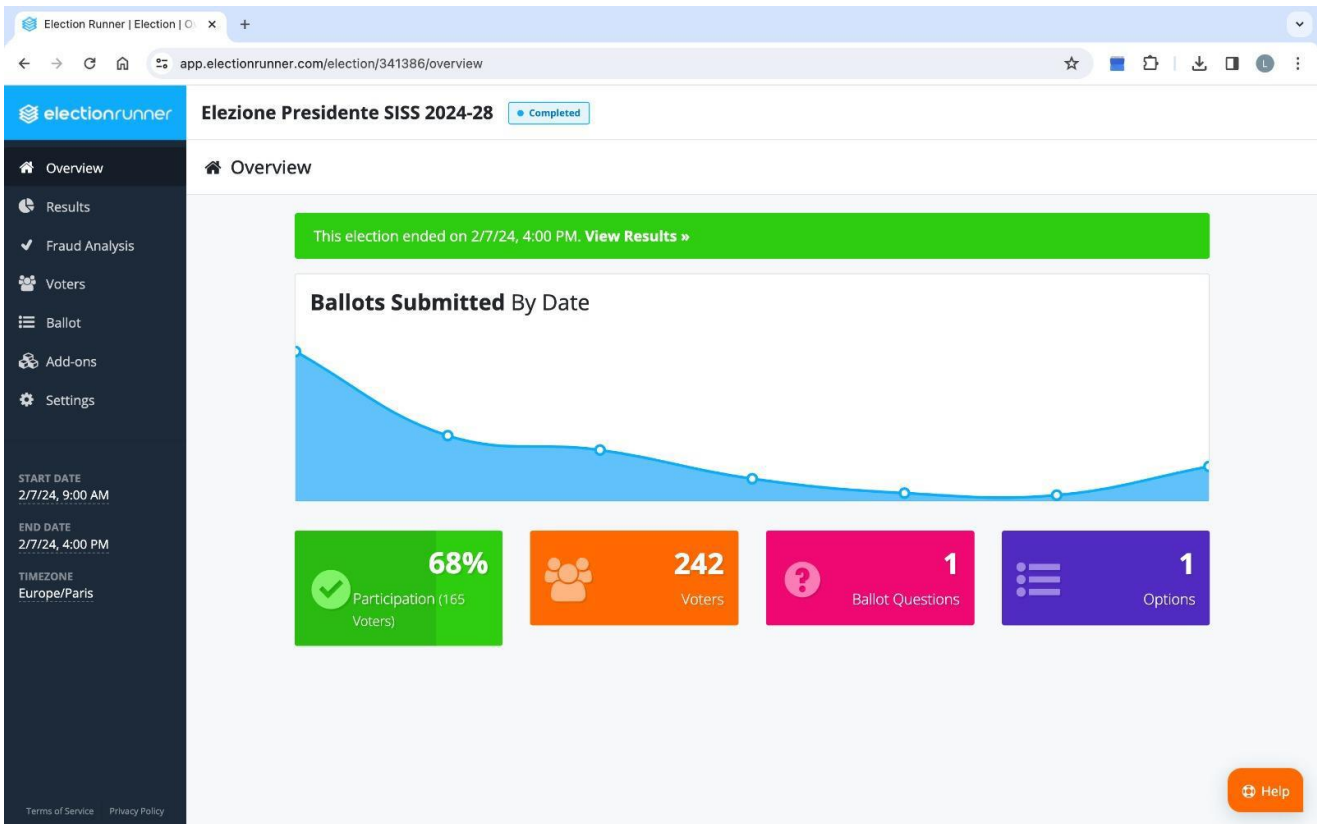 Election Runner | Election | O
app.electionrunner.com/election/341386/overview
L
electionrunner
Elezione Presidente SISS 2024-28
Completed
Overview
Overview
Results
This election ended on 2/7/24, 4:00 PM. View Results »
Fraud Analysis
Voters
Ballots Submitted By Date
Ballot
Add-ons
Settings
START DATE
2/7/24, 9:00 AM
END DATE
2/7/24, 4:00 PM
TIMEZONE
Europe/Paris
68%
Participation (165
Voters)
242
Voters
1
Ballot Questions
1
Options
Help
Terms of Service Privacy Policy